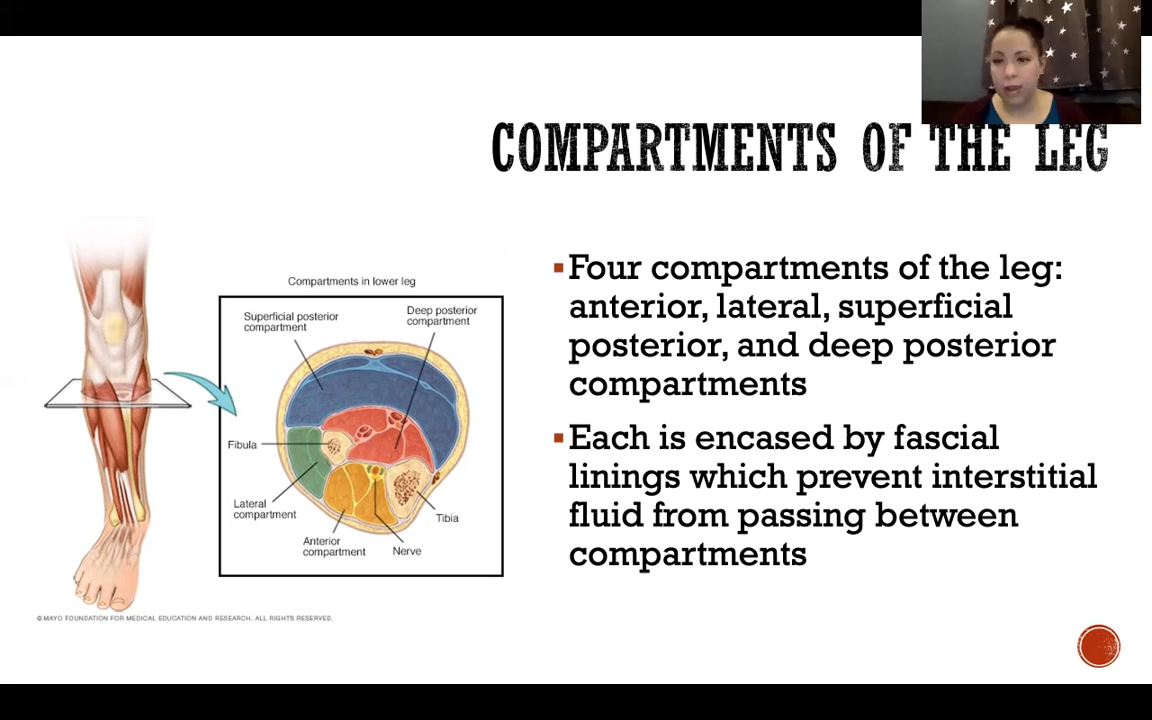 COMPARTMENTS OF THE LEG
Compartments in lower leg
Superficial posterior
compartment
Deep posterior
compartment
Fibula
Lateral
compartment
Anterior
compartment
Nerve
Tibia
© MAYO FOUNDATION FOR MEDICAL EDUCATION AND RESEARCH. ALL RIGHTS RESERVED.
▪Four compartments of the leg:
anterior, lateral, superficial
posterior, and deep posterior
compartments
▪Each is encased by fascial
linings which prevent interstitial
fluid from passing between
compartments